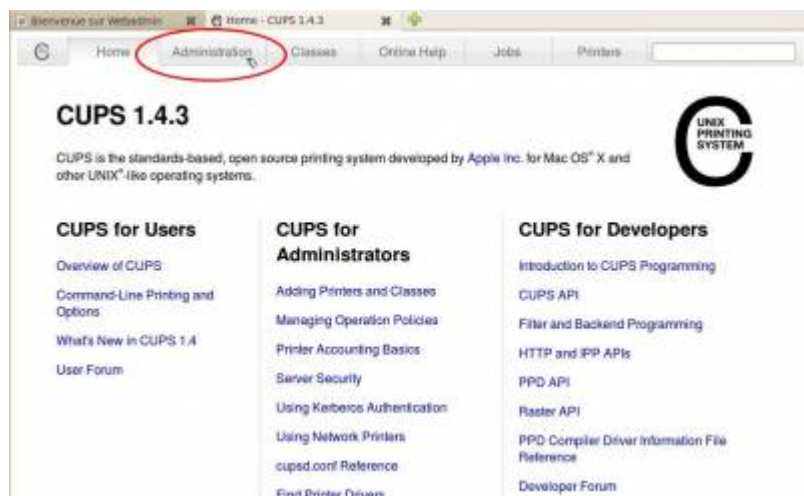 Bienvenue sur Webadmin
Home - CUPS 1.4.3
Home Administration Classes Online Help Jobs Printers
CUPS 1.4.3
UNIX
PRINTING
SYSTEM
CUPS is the standards-based, open source printing system developed by Apple Inc. for Mac OS® X and
other UNIX®-like operating systems.
CUPS for Users
Overview of CUPS
Command-Line Printing and
Options
What's New in CUPS 1.4
User Forum
CUPS for
Administrators
Adding Printers and Classes
Managing Operation Policies
Printer Accounting Basics
Server Security
Using Kerberos Authentication
Using Network Printers
cupsd.conf Reference
Find Printer Drivers
CUPS for Developers
Introduction to CUPS Programming
CUPS API
Filter and Backend Programming
HTTP and IPP APIs
PPD API
Raster API
PPD Compiler Driver Information File
Reference
Developer Forum